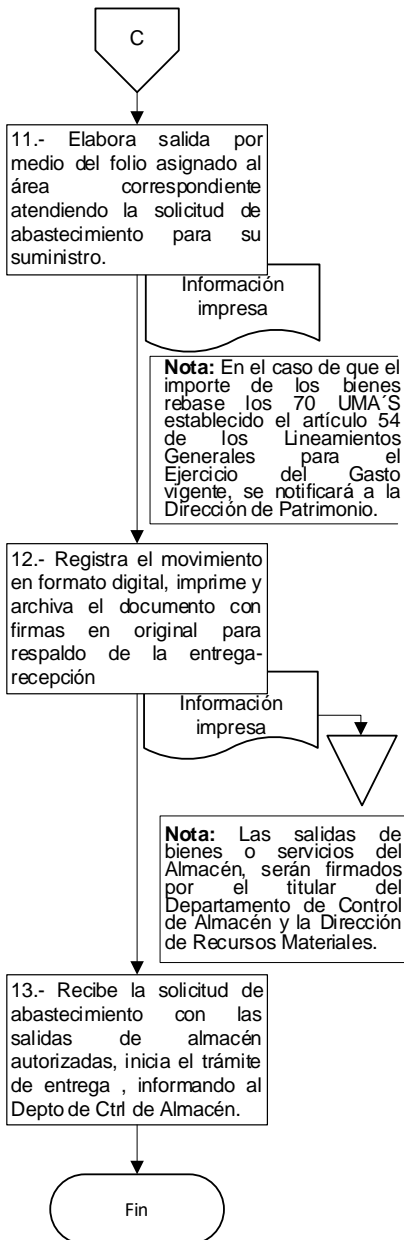 C
11.- Elabora salida por
medio del folio asignado al
área correspondiente
atendiendo la solicitud de
abastecimiento para su
suministro.
Información
impresa
Nota: En el caso de que el
importe de los bienes
rebase los 70 UMA´S
establecido el artículo 54
de los Lineamientos
Generales para el
Ejercicio del Gasto
vigente, se notificará a la
Dirección de Patrimonio.
12.- Registra el movimiento
en formato digital, imprime y
archiva el documento con
firmas en original para
respaldo de la entrega-
recepción
Información
impresa
Nota: Las salidas de
bienes o servicios del
Almacén, serán firmados
por el titular del
Departamento de Control
de Almacén y la Dirección
de Recursos Materiales.
13.- Recibe la solicitud de
abastecimiento con las
salidas de almacén
autorizadas, inicia el trámite
de entrega , informando al
Depto de Ctrl de Almacén.
Fin